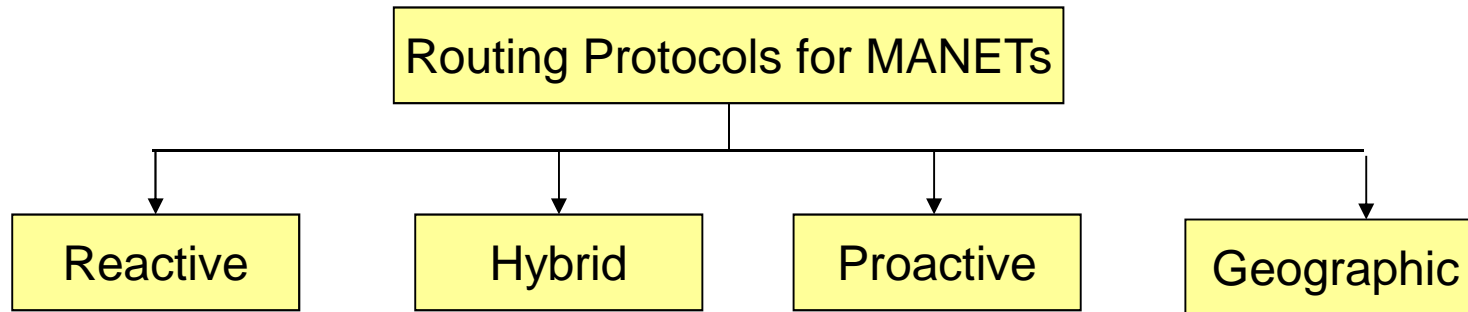 Routing Protocols for MANETs
Reactive
Hybrid
Proactive
Geographic